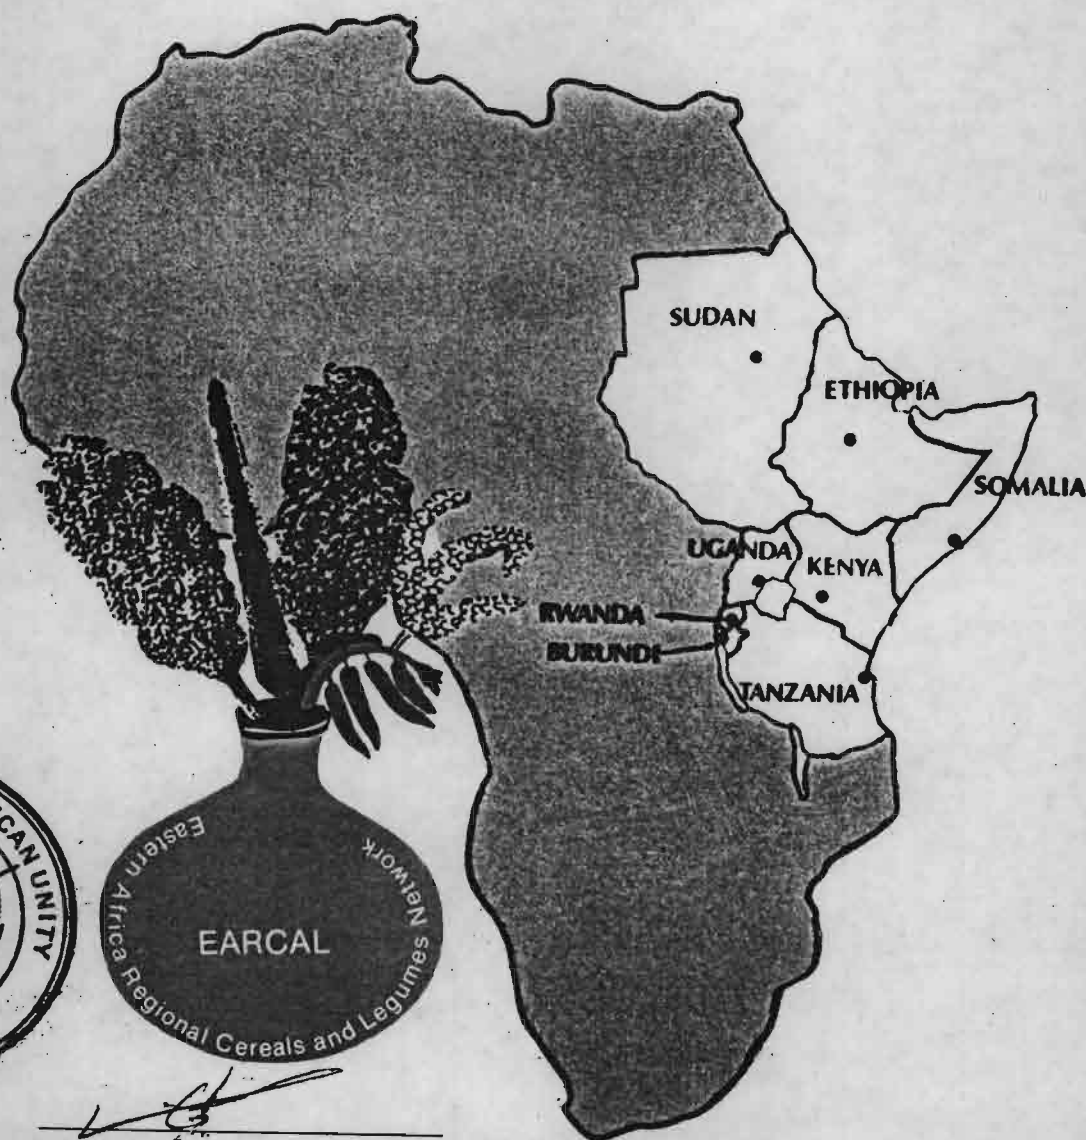 SUDAN
ETHIOPIA
SOMALIA
UGANDA
KENYA
RWANDA
BURUNDI
TANZANIA
CAN UNITY
EARCAL
Eastern Africa Regional Cereals and Legumes Network